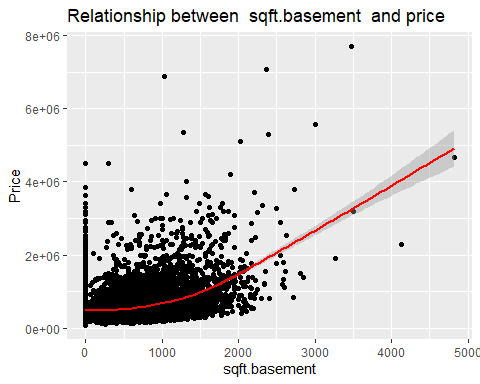 Relationship between  sqft.basement  and price
8e+06
6e+06
4e+06
2e+06
0e+00
Price
0
1000
2000
3000
4000
5000
sqft.basement